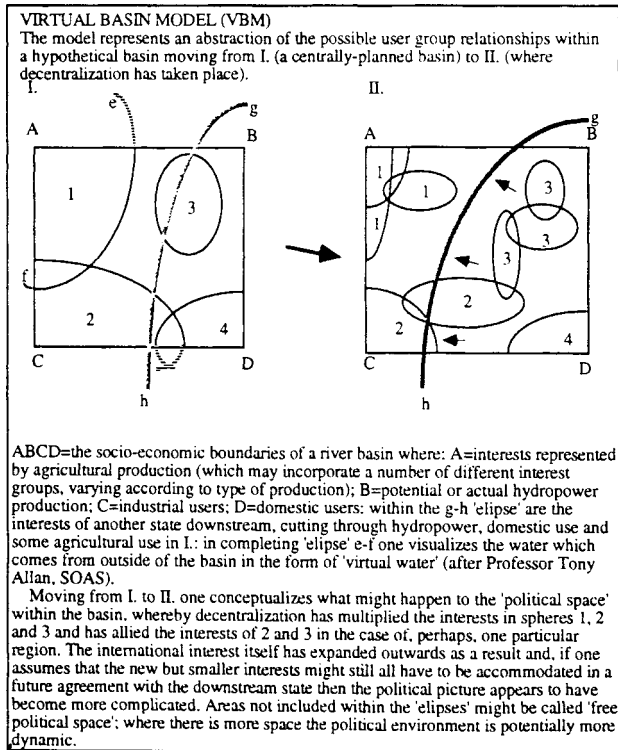 VIRTUAL BASIN MODEL (VBM)
The model represents an abstraction of the possible user group relationships within
a hypothetical basin moving from I. (a centrally-planned basin) to II. (where
decentralization has taken place).
I.
II.
e
g
g
A
B
A
B
1
3
1
1
3
1
3
3
f
2
2
4
2
4
C
D
C
D
h
h
ABCD=the socio-economic boundaries of a river basin where: A=interests represented
by agricultural production (which may incorporate a number of different interest
groups, varying according to type of production); B=potential or actual hydropower
production; C=industrial users; D=domestic users: within the g-h 'elipse' are the
interests of another state downstream, cutting through hydropower, domestic use and
some agricultural use in I.: in completing 'elipse' e-f one visualizes the water which
comes from outside of the basin in the form of 'virtual water' (after Professor Tony
Allan, SOAS).
Moving from I. to II. one conceptualizes what might happen to the 'political space'
within the basin, whereby decentralization has multiplied the interests in spheres 1, 2
and 3 and has allied the interests of 2 and 3 in the case of, perhaps, one particular
region. The international interest itself has expanded outwards as a result and, if one
assumes that the new but smaller interests might still all have to be accommodated in a
future agreement with the downstream state then the political picture appears to have
become more complicated. Areas not included within the 'elipses' might be called 'free
political space'; where there is more space the political environment is potentially more
dynamic.